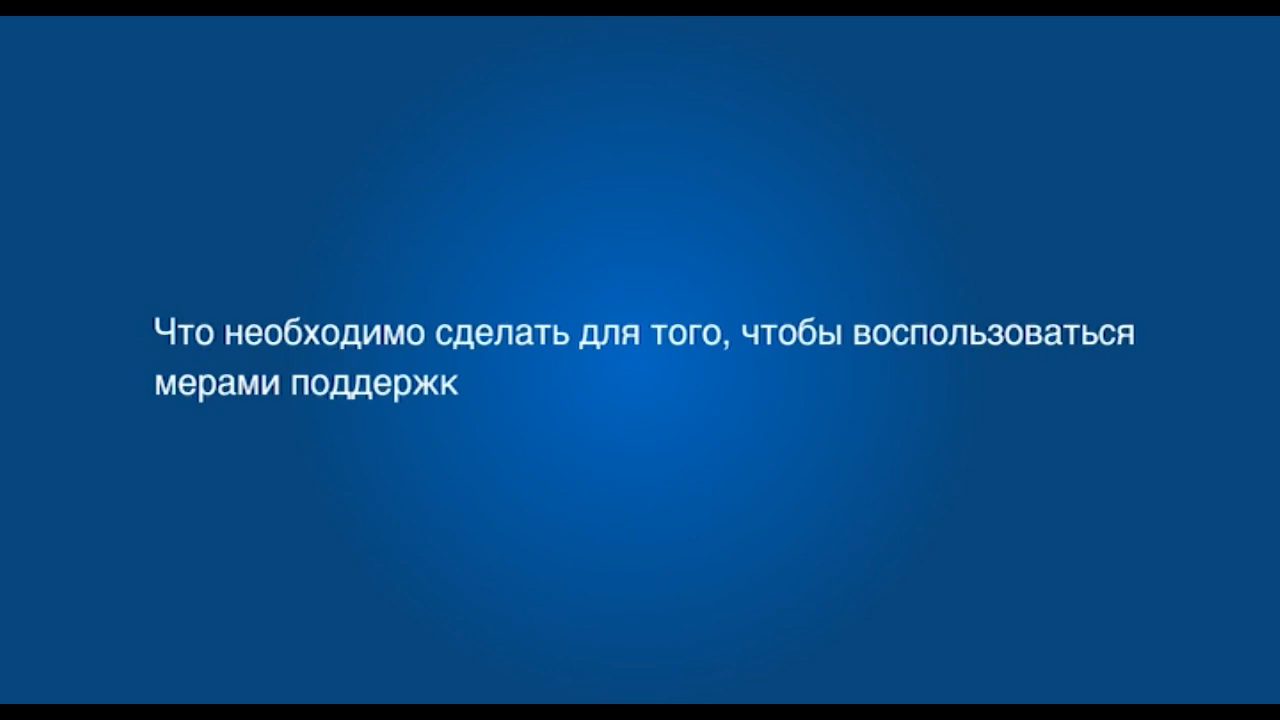 Что необходимо сделать для того, чтобы воспользоваться
мерами поддержк